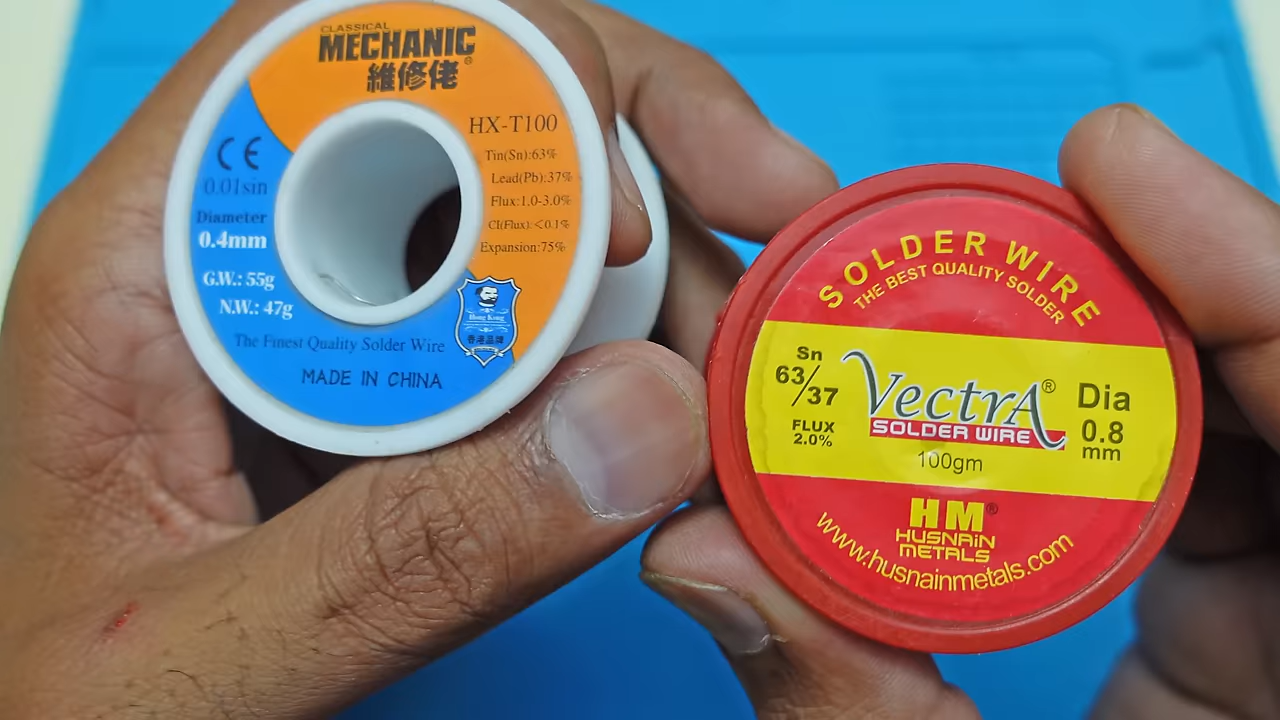 CLASSICAL
MECHANIC®
維修佬
HX-T100
Tin(Sn):63%
Lead(Pb):37%
Flux:1.0-3.0%
Cl(Flux):<0.1%
Expansion:75%
CE
0.01sin
Diameter
0.4mm
G.W.: 55g
N.W.: 47g
Hong Kong
香港品牌
The Finest Quality Solder Wire
MADE IN CHINA
SOLDER WIRE
THE BEST QUALITY SOLDER
Sn
63/37
FLUX
2.0%
VectrA®
SOLDER WIRE
100gm
Dia
0.8
mm
HM®
HUSNAiN
METALS
www.husnainmetals.com